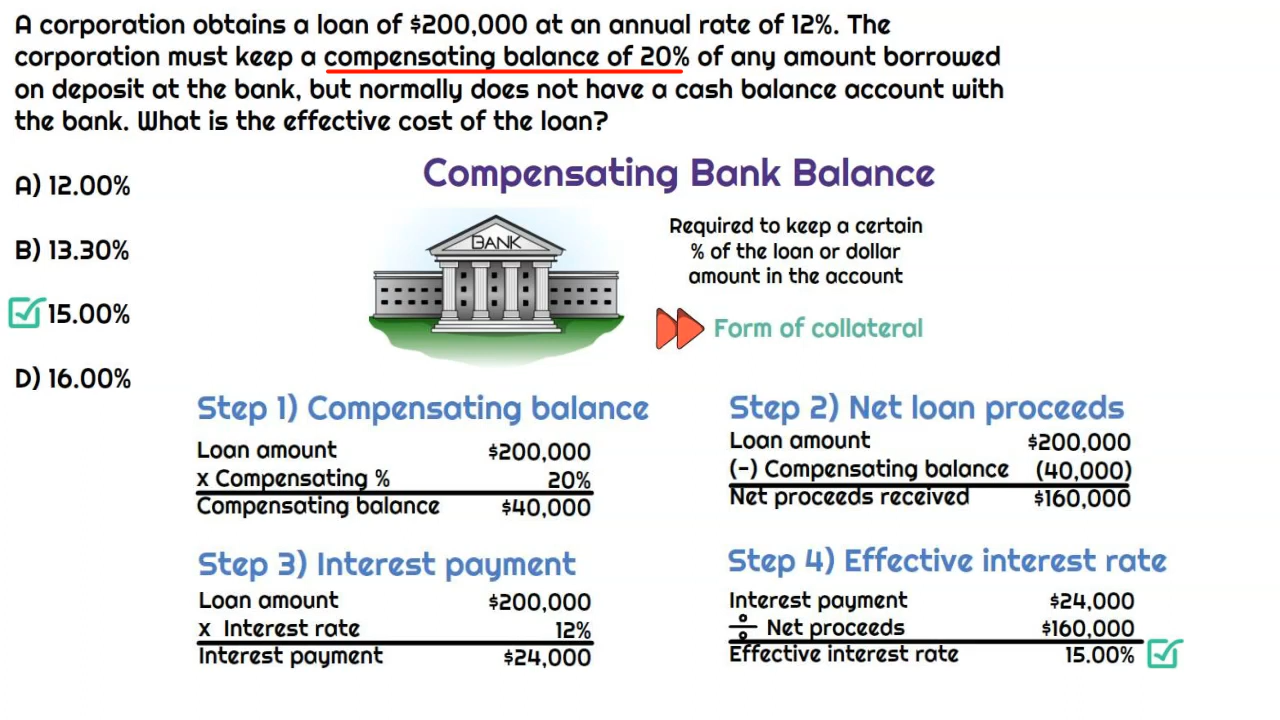 A corporation obtains a loan of $200,000 at an annual rate of 12%. The
corporation must keep a compensating balance of 20% of any amount borrowed
on deposit at the bank, but normally does not have a cash balance account with
the bank. What is the effective cost of the loan?
A) 12.00%
B) 13.30%
15.00%
D) 16.00%
Compensating Bank Balance
BANK
Required to keep a certain
% of the loan or dollar
amount in the account
Form of collateral
Step 1) Compensating balance
Loan amount $200,000
x Compensating % 20%
Compensating balance $40,000
Step 2) Net loan proceeds
Loan amount $200,000
(-) Compensating balance (40,000)
Net proceeds received $160,000
Step 3) Interest payment
Loan amount $200,000
x Interest rate 12%
Interest payment $24,000
Step 4) Effective interest rate
Interest payment $24,000
÷ Net proceeds $160,000
Effective interest rate 15.00%